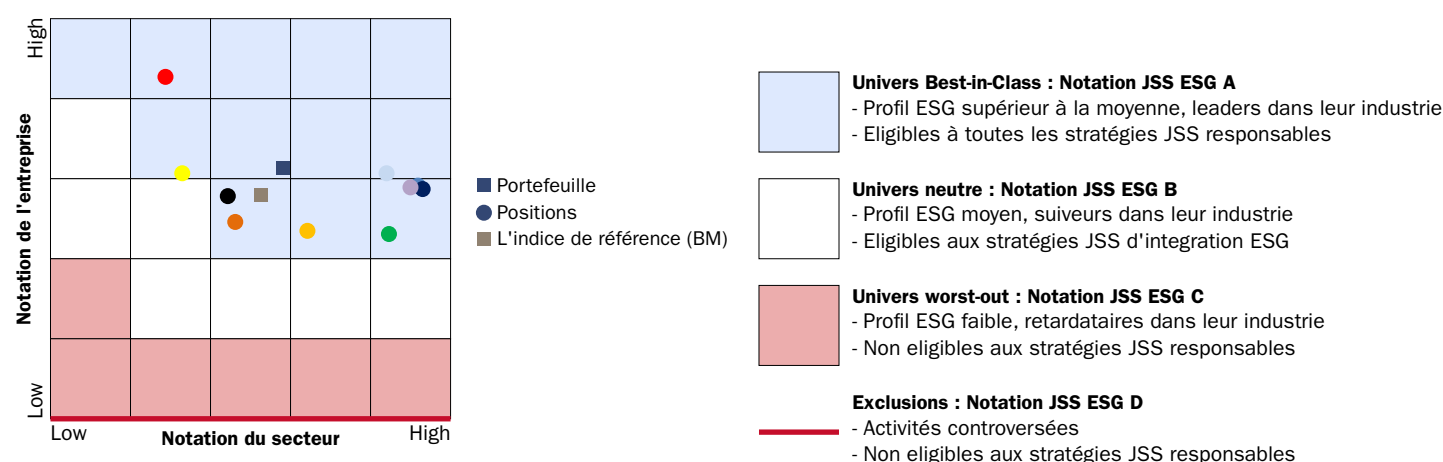 High
Notation de l'entreprise
Low
Low
Notation du secteur
High
Portefeuille
Positions
L'indice de référence (BM)
Univers Best-in-Class : Notation JSS ESG A
- Profil ESG supérieur à la moyenne, leaders dans leur industrie
- Eligibles à toutes les stratégies JSS responsables
Univers neutre : Notation JSS ESG B
- Profil ESG moyen, suiveurs dans leur industrie
- Eligibles aux stratégies JSS d'integration ESG
Univers worst-out : Notation JSS ESG C
- Profil ESG faible, retardataires dans leur industrie
- Non eligibles aux stratégies JSS responsables
Exclusions : Notation JSS ESG D
- Activités controversées
- Non eligibles aux stratégies JSS responsables